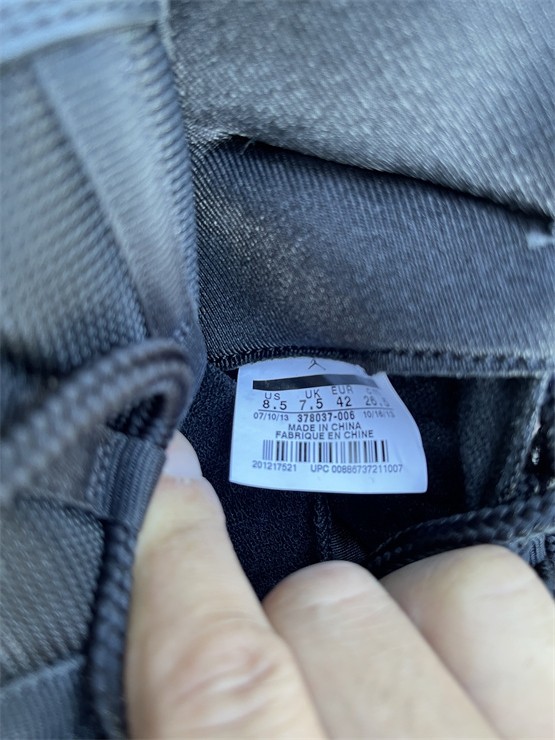 US UK EUR
8.5 7.5 42 26.5
07/10/13 378037-006 10/16/13
MADE IN CHINA
FABRIQUE EN CHINE
201217521 UPC 00886737211007